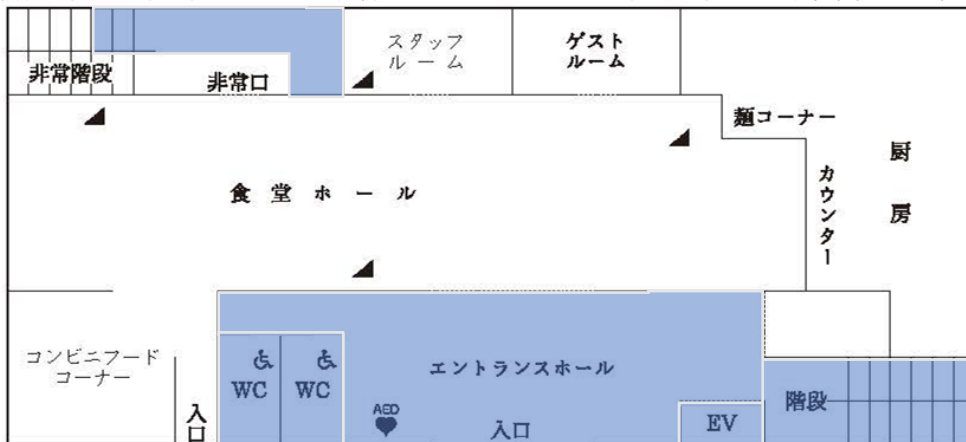 スタッフ
ルーム
ゲスト
ルーム
非常階段
非常口
麺コーナー
厨房
カウンター
食堂ホール
コンビニフード
コーナー
入口
WC
WC
エントランスホール
AED
入口
EV
階段